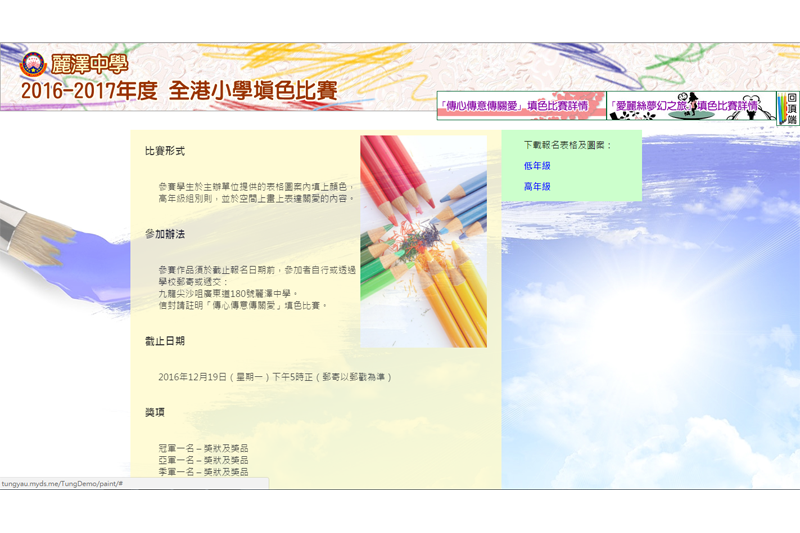 麗澤中學
2016-2017年度 全港小學填色比賽
「傳心傳意傳關愛」填色比賽詳情
「愛麗絲夢幻之旅」填色比賽詳情
回頂端
比賽形式
參賽學生於主辦單位提供的表格圖案內填上顏色，
高年級組別則，並於空間上畫上表達關愛的內容。
參加辦法
參賽作品須於截止報名日期前，參加者自行或透過
學校郵寄或遞交：
九龍尖沙咀廣東道180號麗澤中學。
信封請註明「傳心傳意傳關愛」填色比賽。
截止日期
2016年12月19日（星期一）下午5時正（郵寄以郵戳為準）
獎項
冠軍一名 – 獎狀及獎品
亞軍一名 – 獎狀及獎品
季軍一名 – 獎狀及獎品
下載報名表格及圖案：
低年級
高年級
tungyau.myds.me/TungDemo/paint/#